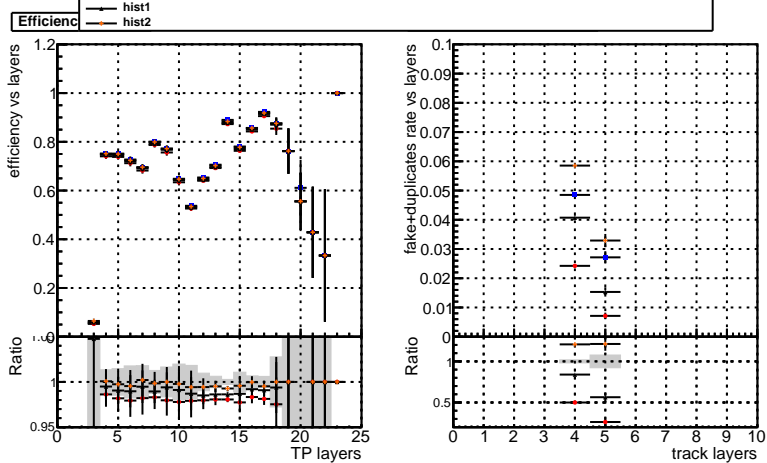 hist1
Efficienc
hist2
efficiency vs layers
1.2
1
0.8
0.6
0.4
0.2
0
Ratio
1
0.95
0 5 10 15 20 25
TP layers
fake+duplicates rate vs layers
0.1
0.09
0.08
0.07
0.06
0.05
0.04
0.03
0.02
0.01
0
Ratio
1
0.5
0 1 2 3 4 5 6 7 8 9 10
track layers